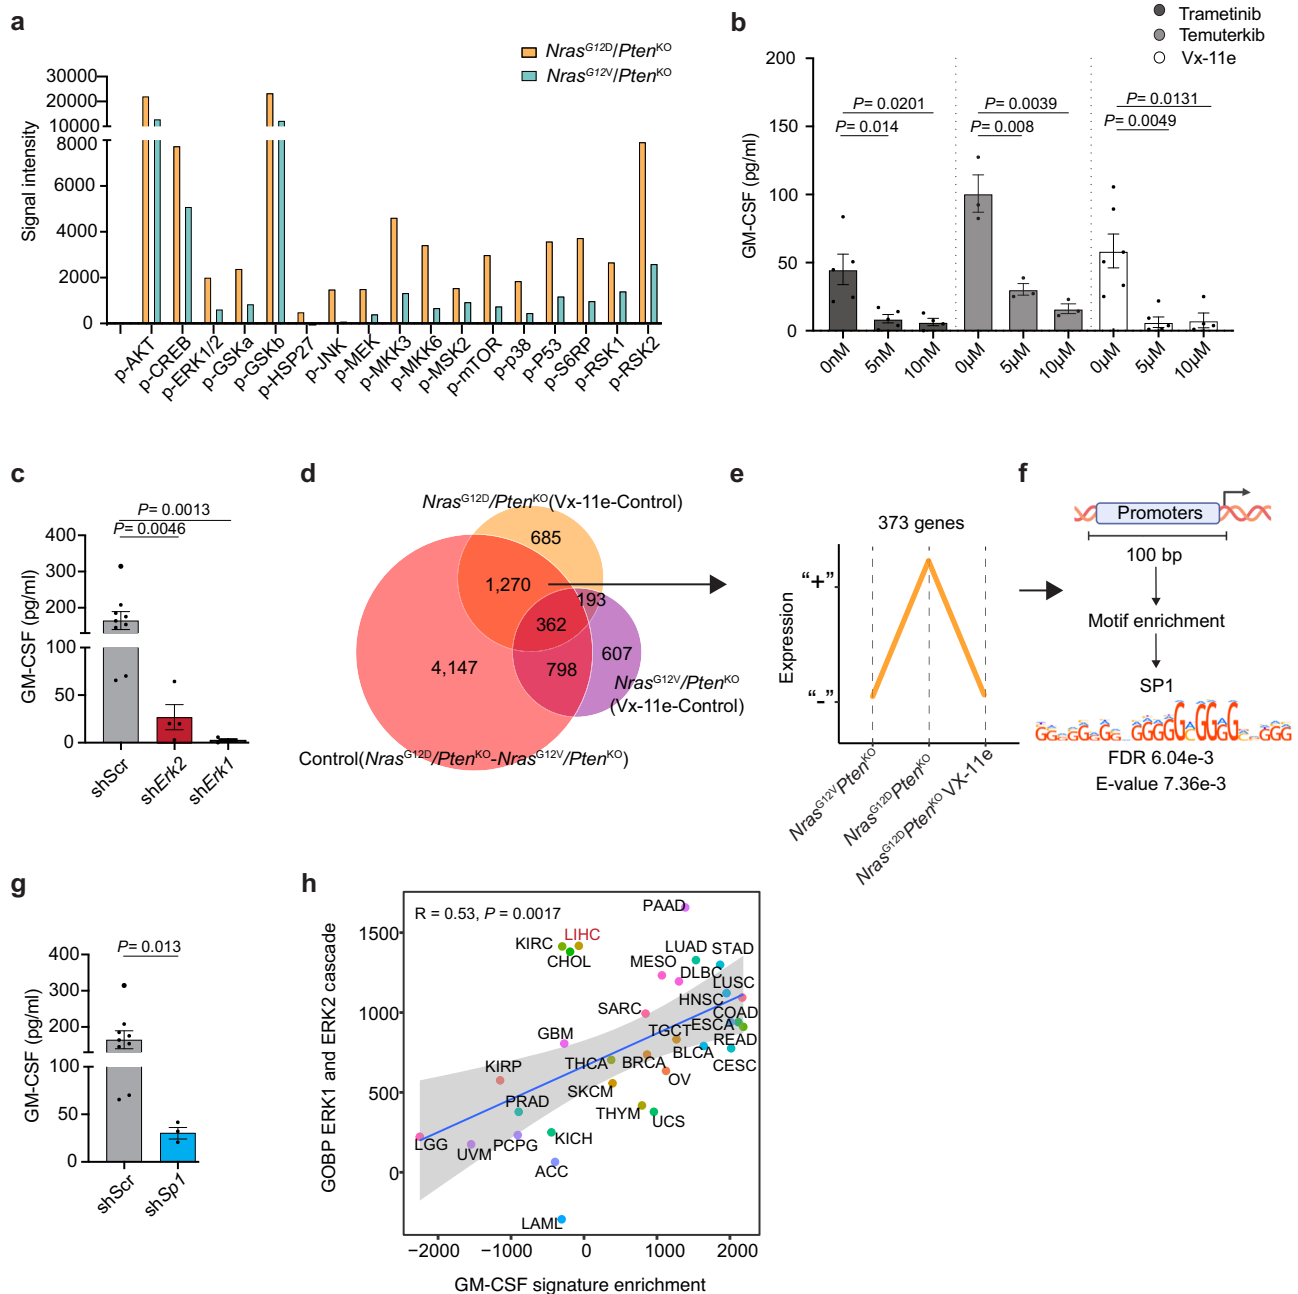 a
Nras^G12D/Pten^KO
Nras^G12V/Pten^KO
Signal intensity
30000
20000
10000
8000
6000
4000
2000
0
p-AKT
p-CREB
p-ERK1/2
p-GSKa
p-GSKb
p-HSP27
p-JNK
p-MEK
p-MKK3
p-MKK6
p-MSK2
p-mTOR
p-p38
p-P53
p-S6RP
p-RSK1
p-RSK2
b
Trametinib
Temuterkib
Vx-11e
GM-CSF (pg/ml)
200
150
100
50
0
P= 0.0201
P= 0.014
P= 0.0039
P= 0.008
P= 0.0131
P= 0.0049
0nM
5nM
10nM
0μM
5μM
10μM
0μM
5μM
10μM
c
P= 0.0013
P= 0.0046
GM-CSF (pg/ml)
400
300
200
100
50
0
shScr
shErk2
shErk1
d
Nras^G12D/Pten^KO(Vx-11e-Control)
685
1,270
193
362
4,147
798
607
Nras^G12V/Pten^KO
(Vx-11e-Control)
Control(Nras^G12D/Pten^KO-Nras^G12V/Pten^KO)
e
373 genes
Expression
“+”
“-”
Nras^G12V Pten^KO
Nras^G12D Pten^KO
Nras^G12D Pten^KO VX-11e
f
Promoters
100 bp
Motif enrichment
SP1
FDR 6.04e-3
E-value 7.36e-3
g
P= 0.013
GM-CSF (pg/ml)
400
300
200
100
50
0
shScr
shSp1
h
R = 0.53, P = 0.0017
GOBP ERK1 and ERK2 cascade
1500
1000
500
0
PAAD
KIRC
LIHC
CHOL
LUAD
STAD
MESO
DLBC
LUSC
HNSC
SARC
COAD
ESCA
TGCT
READ
GBM
BLCA
CESC
THCA
BRCA
OV
KIRP
SKCM
PRAD
THYM
UCS
LGG
UVM
PCPG
KICH
ACC
LAML
−2000
−1000
0
1000
2000
GM-CSF signature enrichment